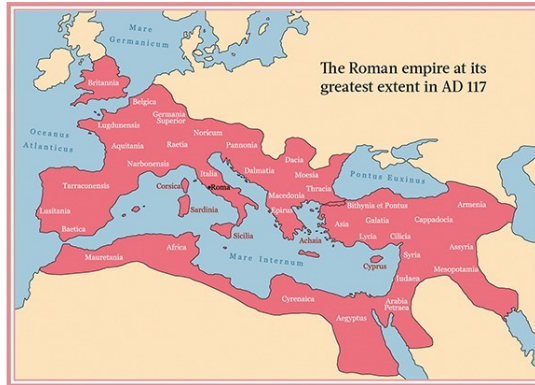 Mare
Germanicum
The Roman empire at its
greatest extent in AD 117
Britannia
Belgica
Germania
Superior
Lugdunensis
Noricum
Oceanus
Atlanticus
Aquitania
Raetia
Pannonia
Dacia
Narbonensis
Italia
Dalmatia
Moesia
Pontus Euxinus
Tarraconensis
Corsica
Roma
Thracia
Macedonia
Sardinia
Epirus
Bithynia et Pontus
Armenia
Lusitania
Asia
Galatia
Cappadocia
Baetica
Sicilia
Achaia
Lycia
Cilicia
Assyria
Mauretania
Africa
Mare Internum
Cyprus
Syria
Mesopotamia
Iudaea
Cyrensica
Arabia
Petraea
Aegyptus